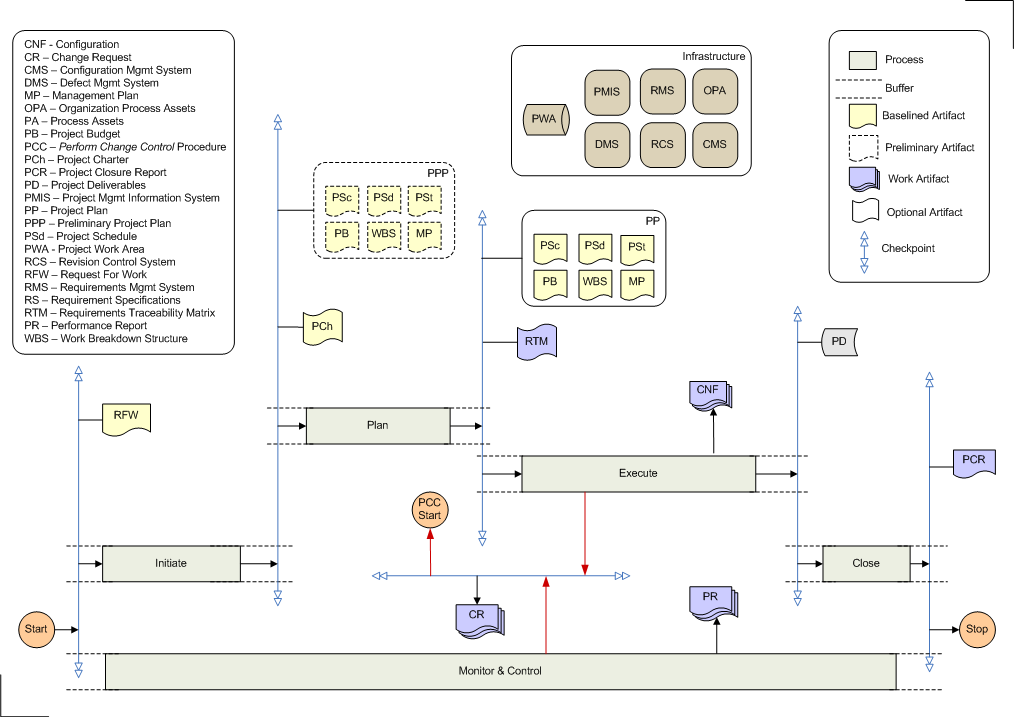 CNF - Configuration
CR – Change Request
CMS – Configuration Mgmt System
DMS – Defect Mgmt System
MP – Management Plan
OPA – Organization Process Assets
PA – Process Assets
PB – Project Budget
PCC – Perform Change Control Procedure
PCh – Project Charter
PCR – Project Closure Report
PD – Project Deliverables
PMIS – Project Mgmt Information System
PP – Project Plan
PPP – Preliminary Project Plan
PSd – Project Schedule
PWA - Project Work Area
RCS – Revision Control System
RFW – Request For Work
RMS – Requirements Mgmt System
RS – Requirement Specifications
RTM – Requirements Traceability Matrix
PR – Performance Report
WBS – Work Breakdown Structure
Infrastructure
PWA
PMIS
RMS
OPA
DMS
RCS
CMS
Process
Buffer
Baselined Artifact
Preliminary Artifact
Work Artifact
Optional Artifact
Checkpoint
PPP
PSc
PSd
PSt
PB
WBS
MP
PP
PSc
PSd
PSt
PB
WBS
MP
PCh
RTM
PD
RFW
CNF
Plan
PCR
Execute
PCC
Start
Initiate
Close
CR
PR
Start
Stop
Monitor & Control